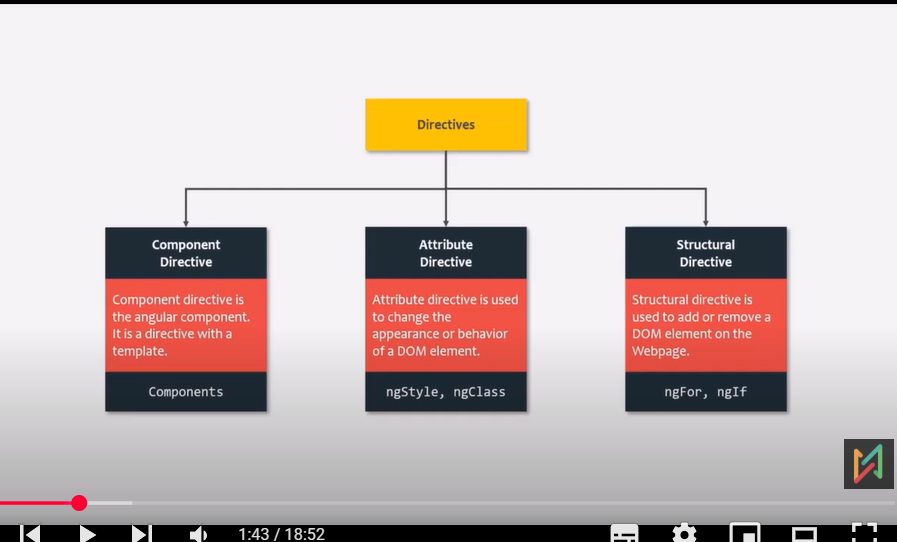 Directives
Component
Directive
Component directive is
the angular component.
It is a directive with a
template.
Components
Attribute
Directive
Attribute directive is used
to change the
appearance or behavior
of a DOM element.
ngStyle, ngClass
Structural
Directive
Structural directive is
used to add or remove a
DOM element on the
Webpage.
ngFor, ngIf
1:43 / 18:52